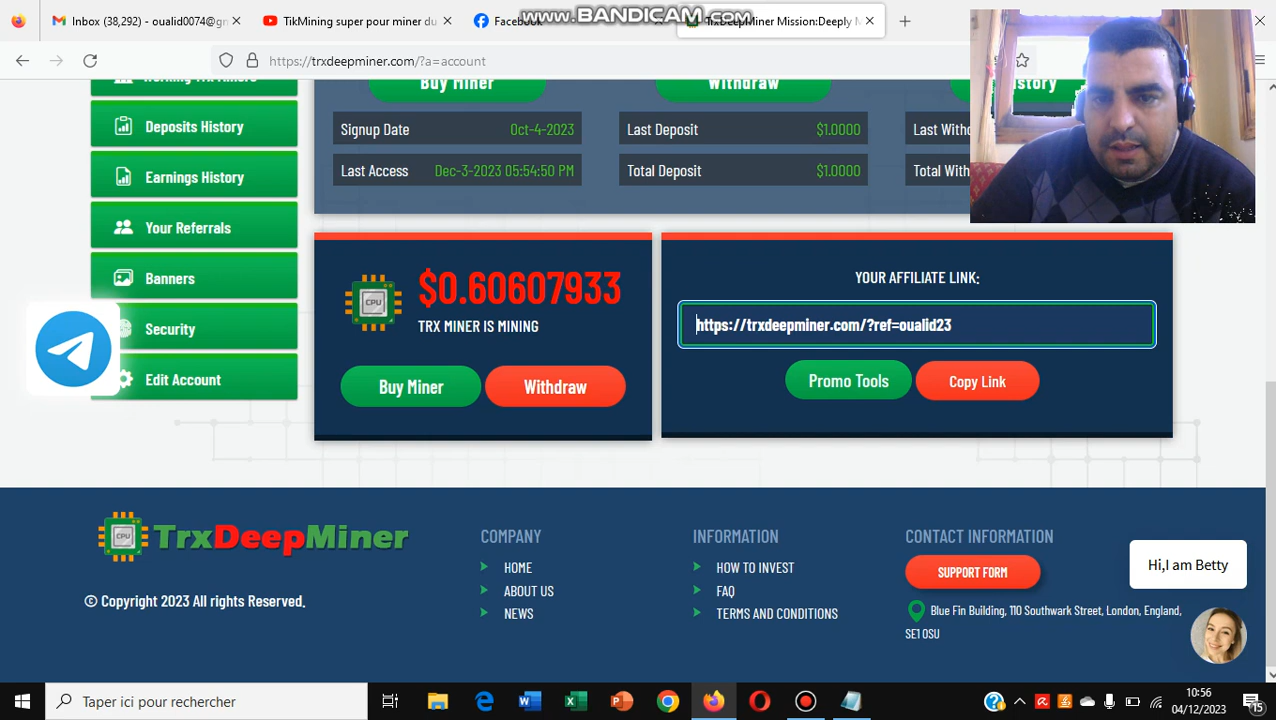 www.BANDICAM.com
Inbox (38,292) - oualid0074@gm
TikMining super pour miner du
Facebook
TrxDeepMiner Mission:Deeply M
https://trxdeepminer.com/?a=account
Buy Miner
Withdraw
History
Deposits History
Earnings History
Your Referrals
Banners
Security
Edit Account
Signup Date Oct-4-2023
Last Access Dec-3-2023 05:54:50 PM
Last Deposit $1.0000
Total Deposit $1.0000
$0.60607933
TRX MINER IS MINING
Buy Miner
Withdraw
YOUR AFFILIATE LINK:
https://trxdeepminer.com/?ref=oualid23
Promo Tools
Copy Link
CPU
TrxDeepMiner
© Copyright 2023 All rights Reserved.
COMPANY
HOME
ABOUT US
NEWS
INFORMATION
HOW TO INVEST
FAQ
TERMS AND CONDITIONS
CONTACT INFORMATION
SUPPORT FORM
Blue Fin Building, 110 Southwark Street, London, England,
SE1 0SU
Hi,I am Betty
Taper ici pour rechercher
10:56
04/12/2023
15